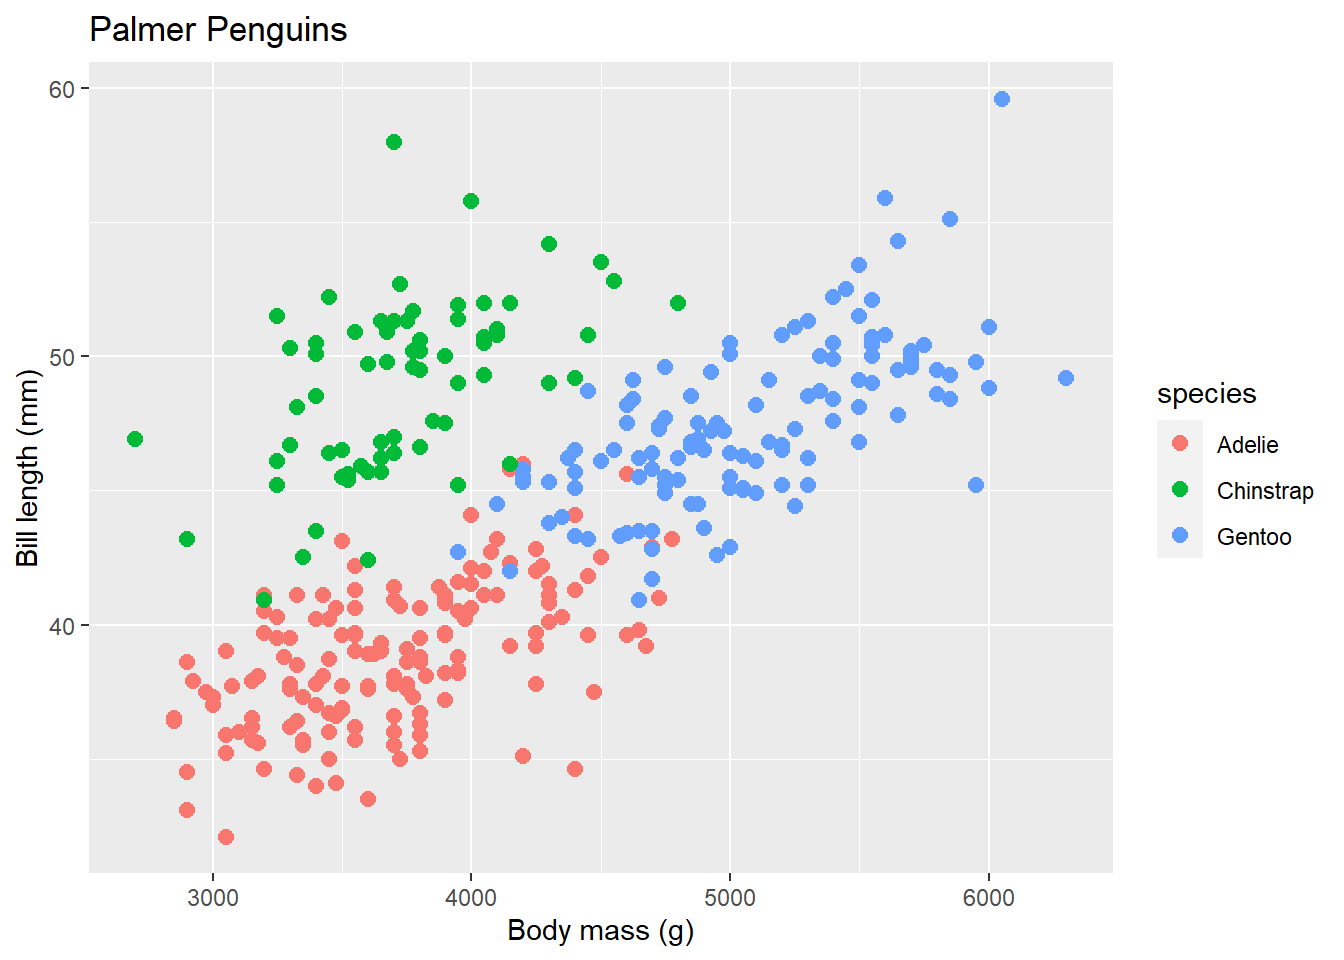 Palmer Penguins
60
50
40
Bill length (mm)
3000 4000 5000 6000
Body mass (g)
species
Adelie
Chinstrap
Gentoo